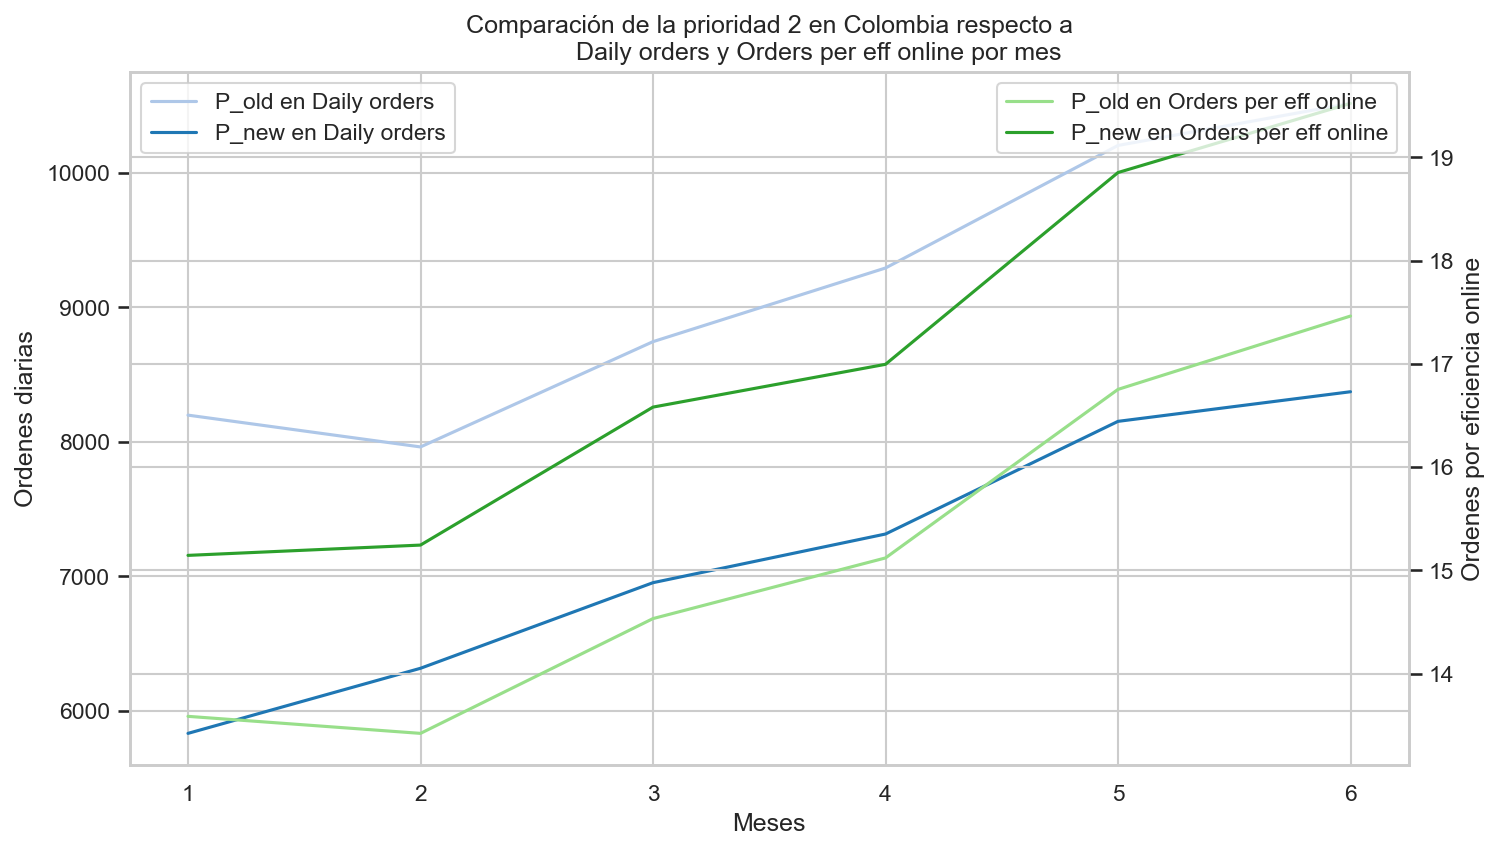 Comparación de la prioridad 2 en Colombia respecto a
Daily orders y Orders per eff online por mes
P_old en Daily orders
P_new en Daily orders
P_old en Orders per eff online
P_new en Orders per eff online
Ordenes diarias
10000
9000
8000
7000
6000
19
18
17
16
15
14
Ordenes por eficiencia online
1 2 3 4 5 6
Meses